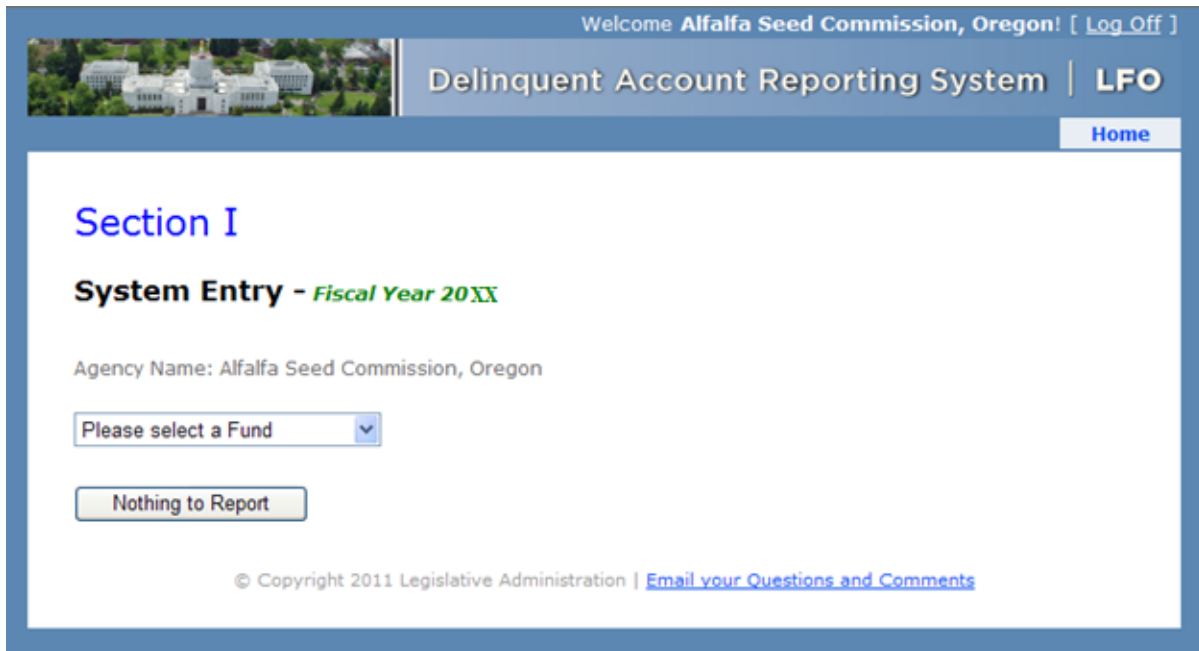 Welcome Alfalfa Seed Commission, Oregon! [ Log Off ]
Delinquent Account Reporting System | LFO
Home
Section I
System Entry - Fiscal Year 20XX
Agency Name: Alfalfa Seed Commission, Oregon
Please select a Fund
Nothing to Report
© Copyright 2011 Legislative Administration | Email your Questions and Comments